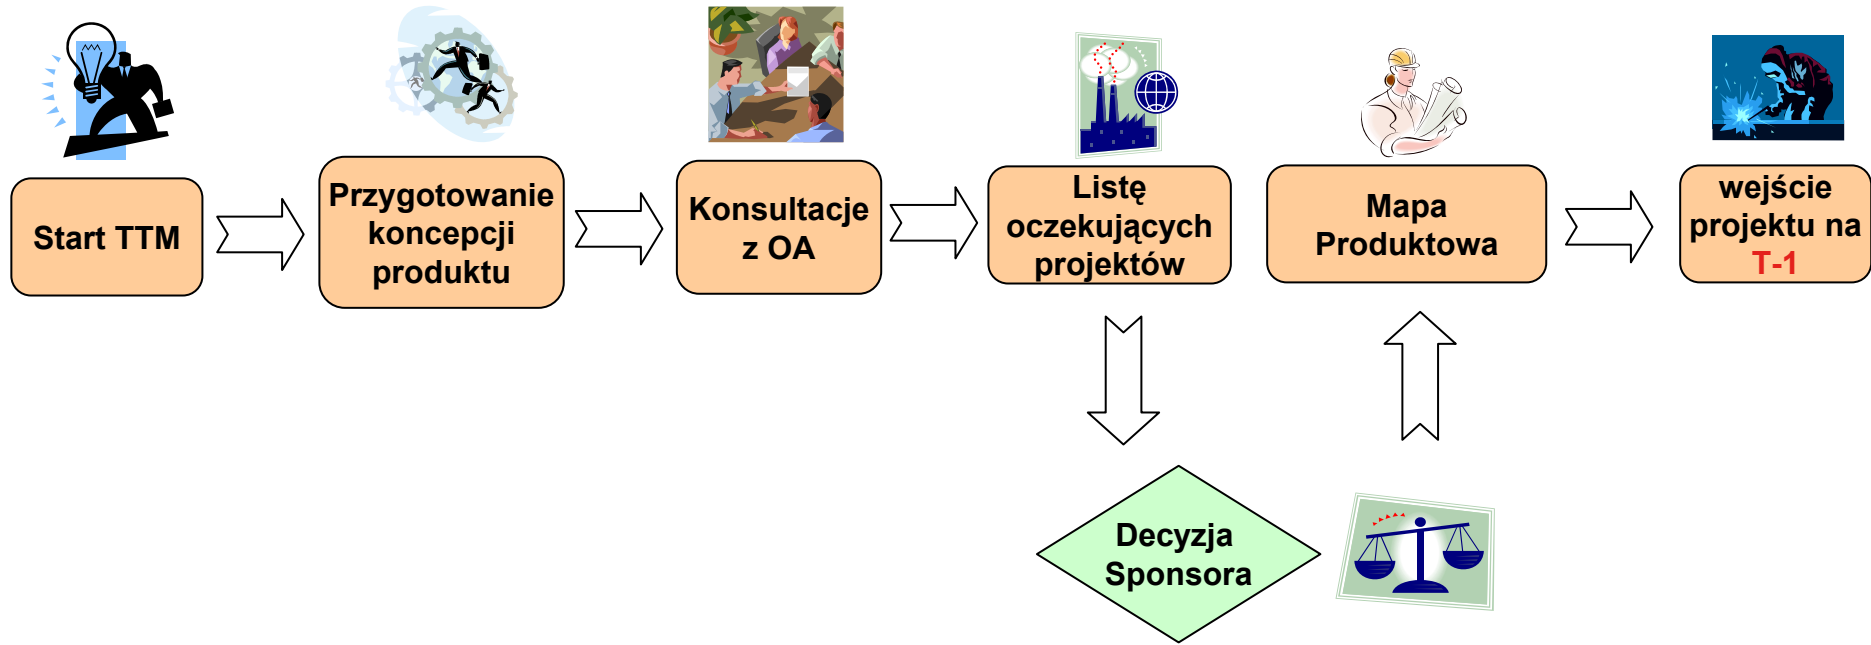 Start TTM
Przygotowanie
koncepcji
produktu
Konsultacje
z OA
Listę
oczekujących
projektów
Mapa
Produktowa
wejście
projektu na
T-1
Decyzja
Sponsora